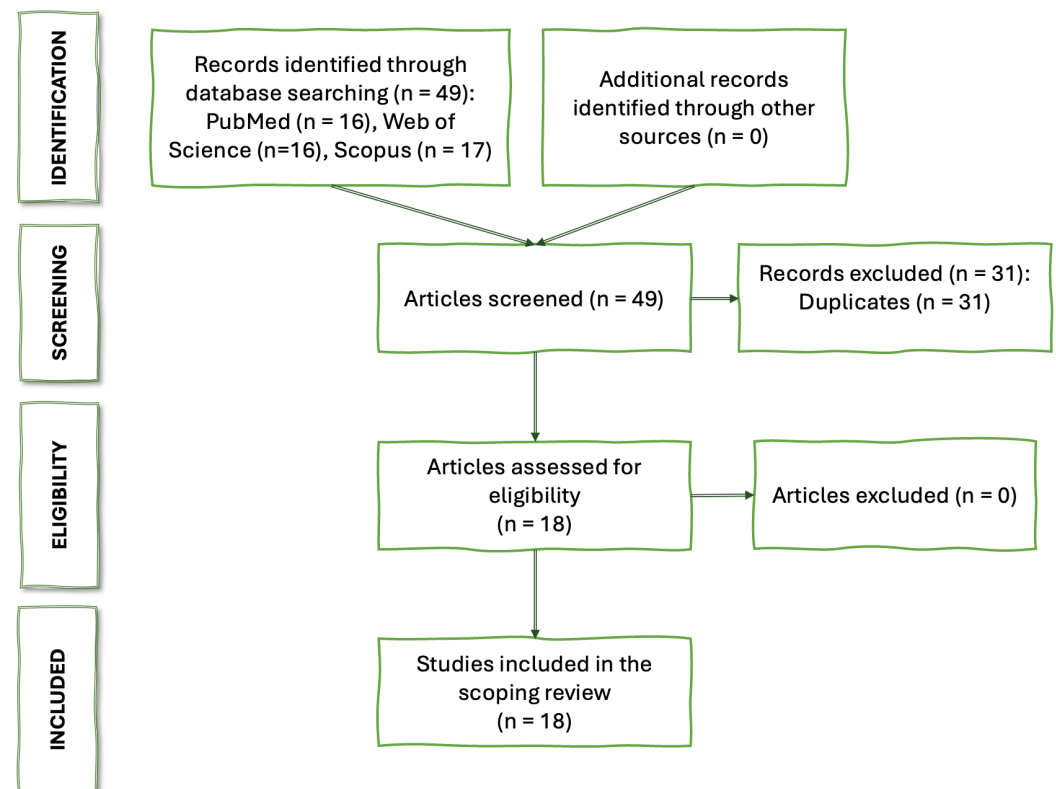 IDENTIFICATION
Records identified through
database searching (n = 49):
PubMed (n = 16), Web of
Science (n=16), Scopus (n = 17)
Additional records
identified through other
sources (n = 0)
SCREENING
Articles screened (n = 49)
Records excluded (n = 31):
Duplicates (n = 31)
ELIGIBILITY
Articles assessed for
eligibility
(n = 18)
Articles excluded (n = 0)
INCLUDED
Studies included in the
scoping review
(n = 18)